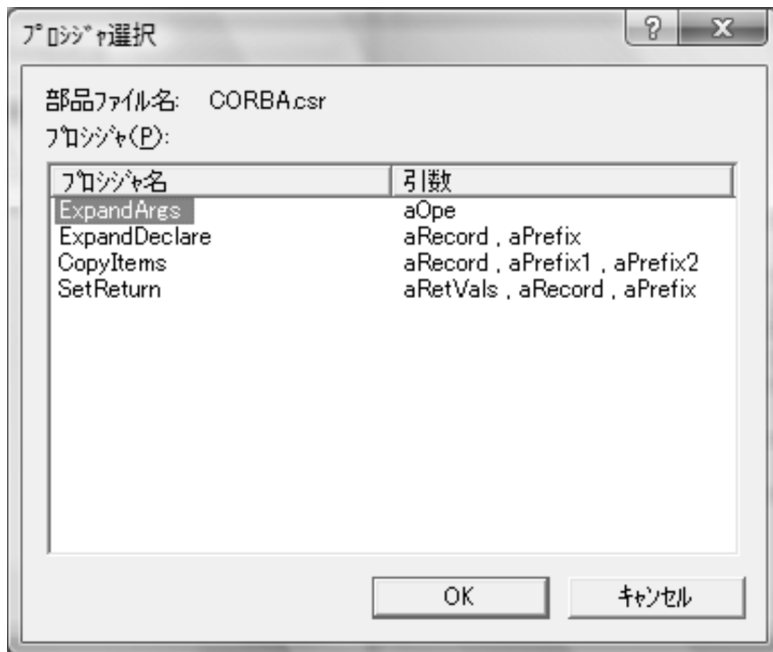 ﾌﾟﾛｼｼﾞｬ選択
部品ﾌｧｲﾙ名: CORBA.csr
ﾌﾟﾛｼｼﾞｬ(P):
ﾌﾟﾛｼｼﾞｬ名 引数
ExpandArgs aOpe
ExpandDeclare aRecord , aPrefix
CopyItems aRecord , aPrefix1 , aPrefix2
SetReturn aRetVals , aRecord , aPrefix
OK ｷｬﾝｾﾙ